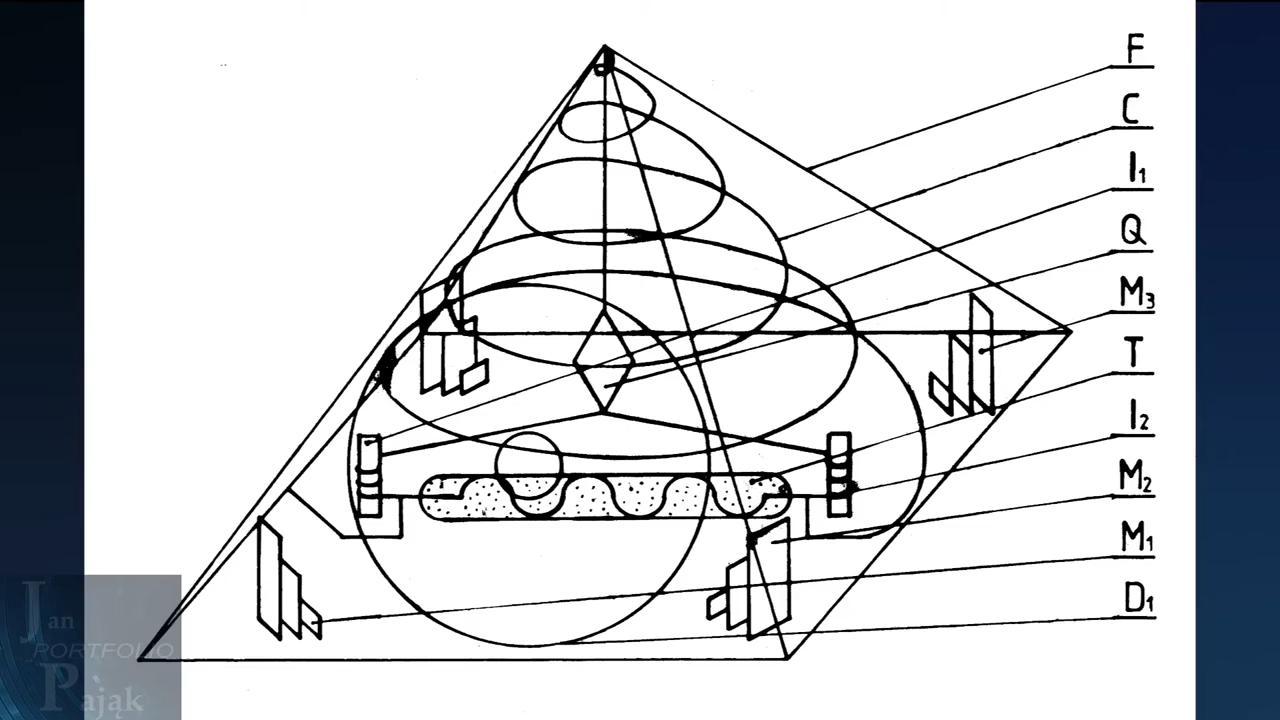 F
C
I₁
Q
M₃
T
I₂
M₂
M₁
D₁
Jan
PORTFOLIO
Pająk